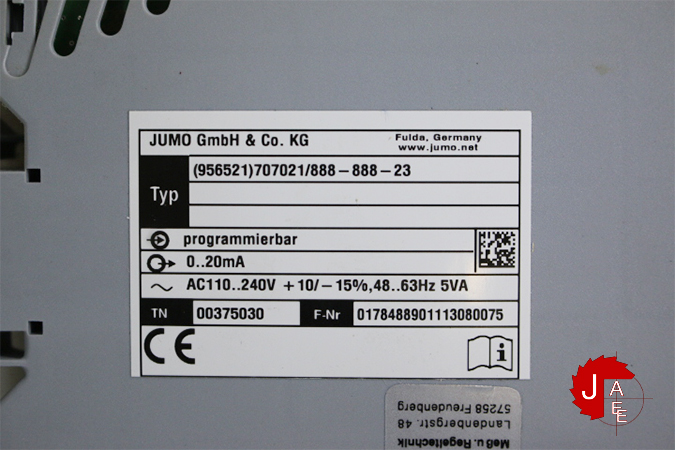 JUMO GmbH & Co. KG
Fulda, Germany
www.jumo.net
Typ
(956521)707021/888-888-23
programmierbar
0..20mA
AC110..240V +10/-15%,48..63Hz 5VA
TN 00375030 F-Nr 0178488901113080075
CE
i
Meß u. Regeltechnik
Landenbergstr. 48
57258 Freudenberg
J
A
E
E